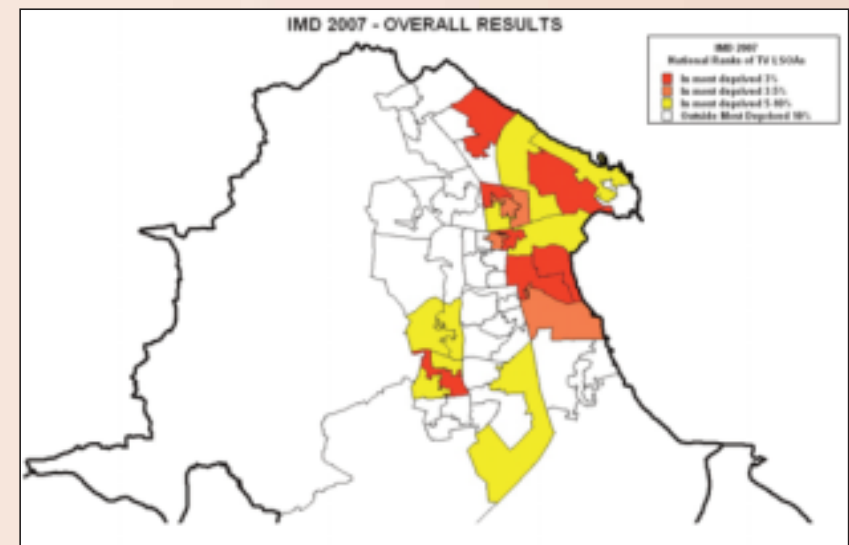 IMD 2007 - OVERALL RESULTS
IMD 2007
National Ranks of TV LSOAs
In most deprived 3%
In most deprived 3-5%
In most deprived 5-10%
Outside Most Deprived 10%